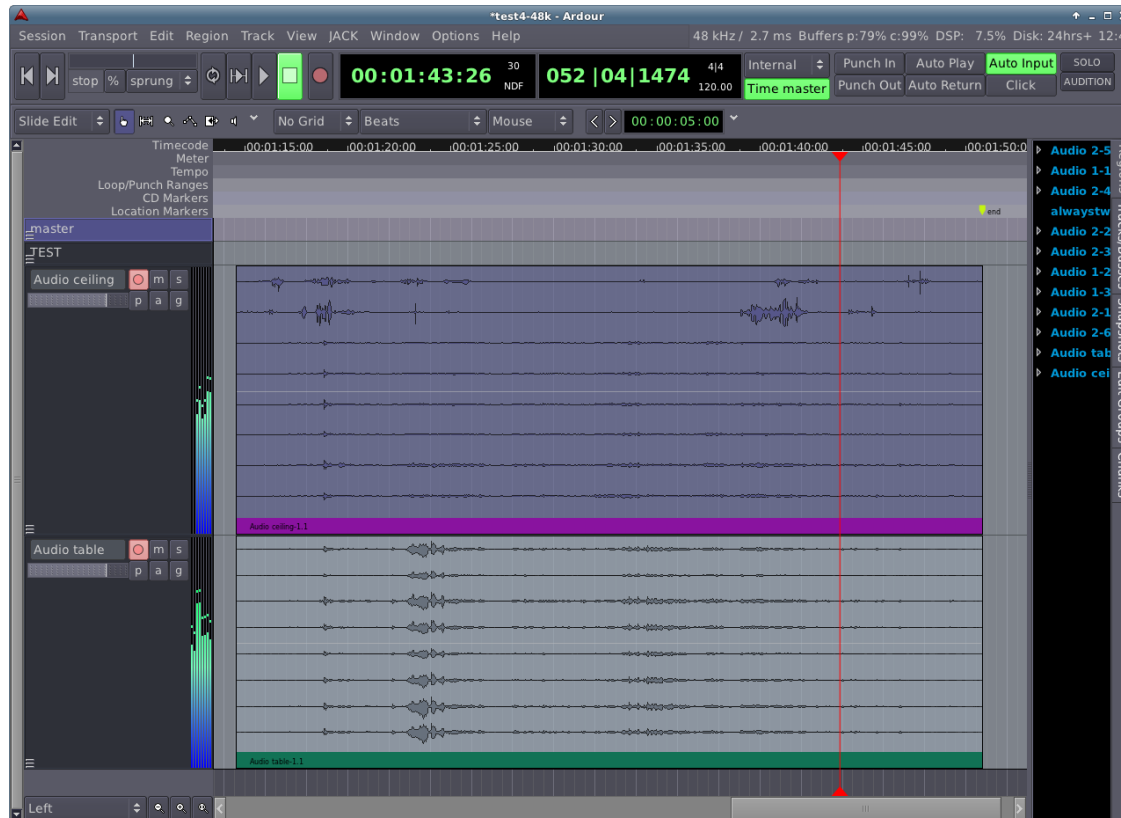 *test4-48k - Ardour
Session Transport Edit Region Track View JACK Window Options Help 48 kHz / 2.7 ms Buffers p:79% c:99% DSP: 7.5% Disk: 24hrs+ 12:4
stop % sprung 00:01:43:26 30 NDF 052 |04|1474 4|4 120.00 Internal Time master Punch In Punch Out Auto Play Auto Return Auto Input Click SOLO AUDITION
Slide Edit No Grid Beats Mouse 00:00:05:00
Timecode 00:01:15:00 00:01:20:00 00:01:25:00 00:01:30:00 00:01:35:00 00:01:40:00 00:01:45:00 00:01:50:0
Meter
Tempo
Loop/Punch Ranges
CD Markers
Location Markers end
master
TEST
Audio ceiling m s
p a g
Audio ceiling-1.1
Audio table m s
p a g
Audio table-1.1
Left
Audio 2-5
Audio 1-1
Audio 2-4
alwaystw
Audio 2-2
Audio 2-3
Audio 1-2
Audio 1-3
Audio 2-1
Audio 2-6
Audio tab
Audio cei